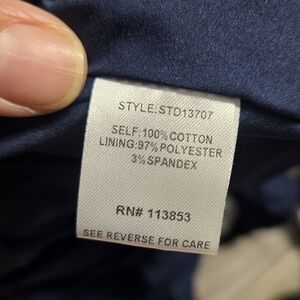 STYLE:STD13707
SELF:100%COTTON
LINING:97%POLYESTER
3%SPANDEX
RN# 113853
SEE REVERSE FOR CARE